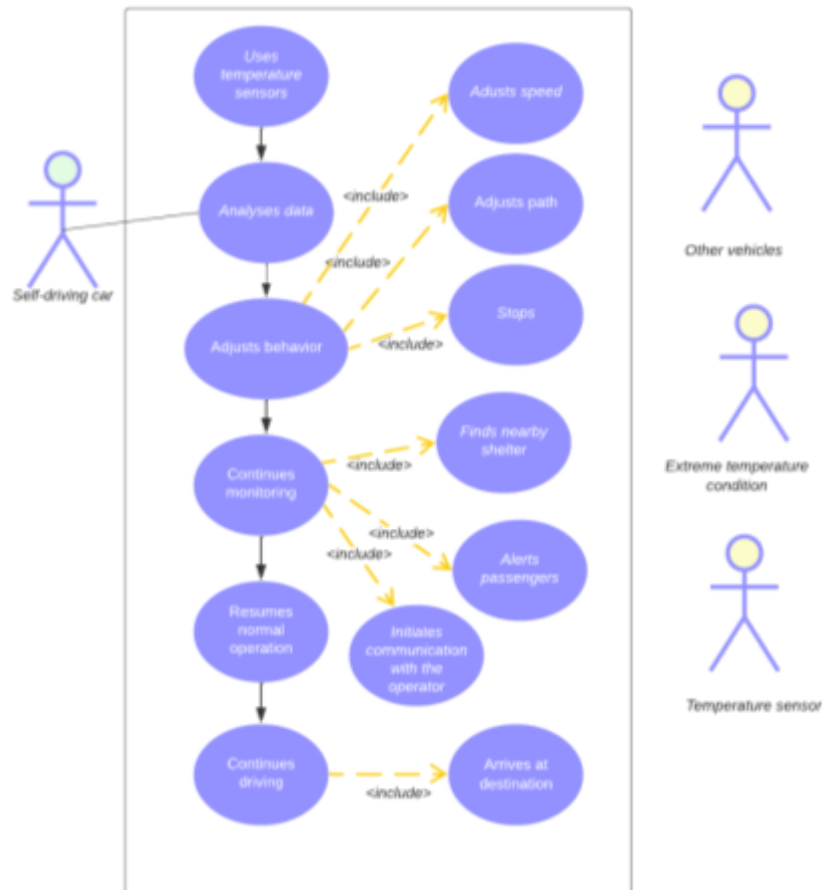 Uses
temperature
sensors
Adusts speed
<include>
Analyses data
Adjusts path
Other vehicles
<include>
Self-driving car
Stops
Adjusts behavior
<include>
Finds nearby
shelter
Continues
monitoring
<include>
Extreme temperature
condition
<include>
<include>
Alerts
passengers
Resumes
normal
operation
Initiates
communication
with the
operator
Temperature sensor
Continues
driving
<include>
Arrives at
destination